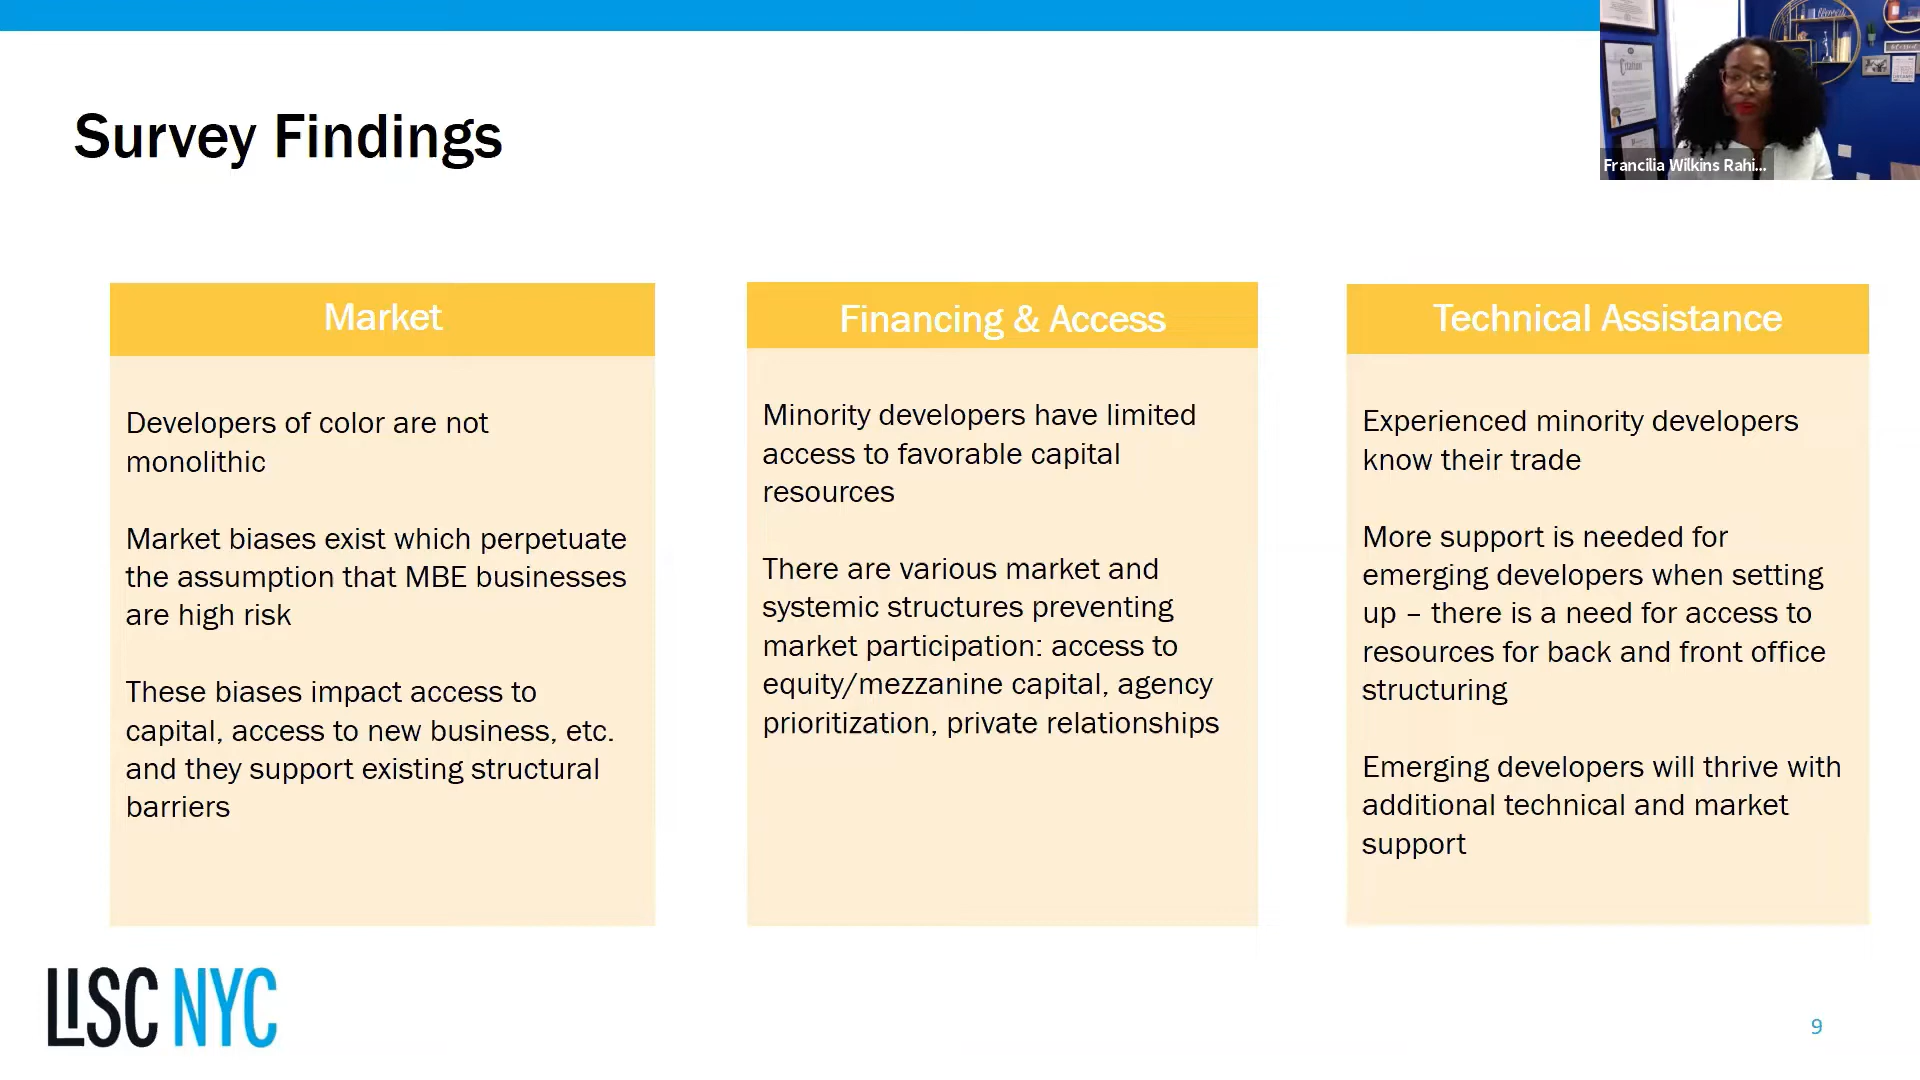 Survey Findings
Francilia Wilkins Rahi...
Citation
blessed
Market
Developers of color are not
monolithic
Market biases exist which perpetuate
the assumption that MBE businesses
are high risk
These biases impact access to
capital, access to new business, etc.
and they support existing structural
barriers
Financing & Access
Minority developers have limited
access to favorable capital
resources
There are various market and
systemic structures preventing
market participation: access to
equity/mezzanine capital, agency
prioritization, private relationships
Technical Assistance
Experienced minority developers
know their trade
More support is needed for
emerging developers when setting
up – there is a need for access to
resources for back and front office
structuring
Emerging developers will thrive with
additional technical and market
support
LISC NYC
9